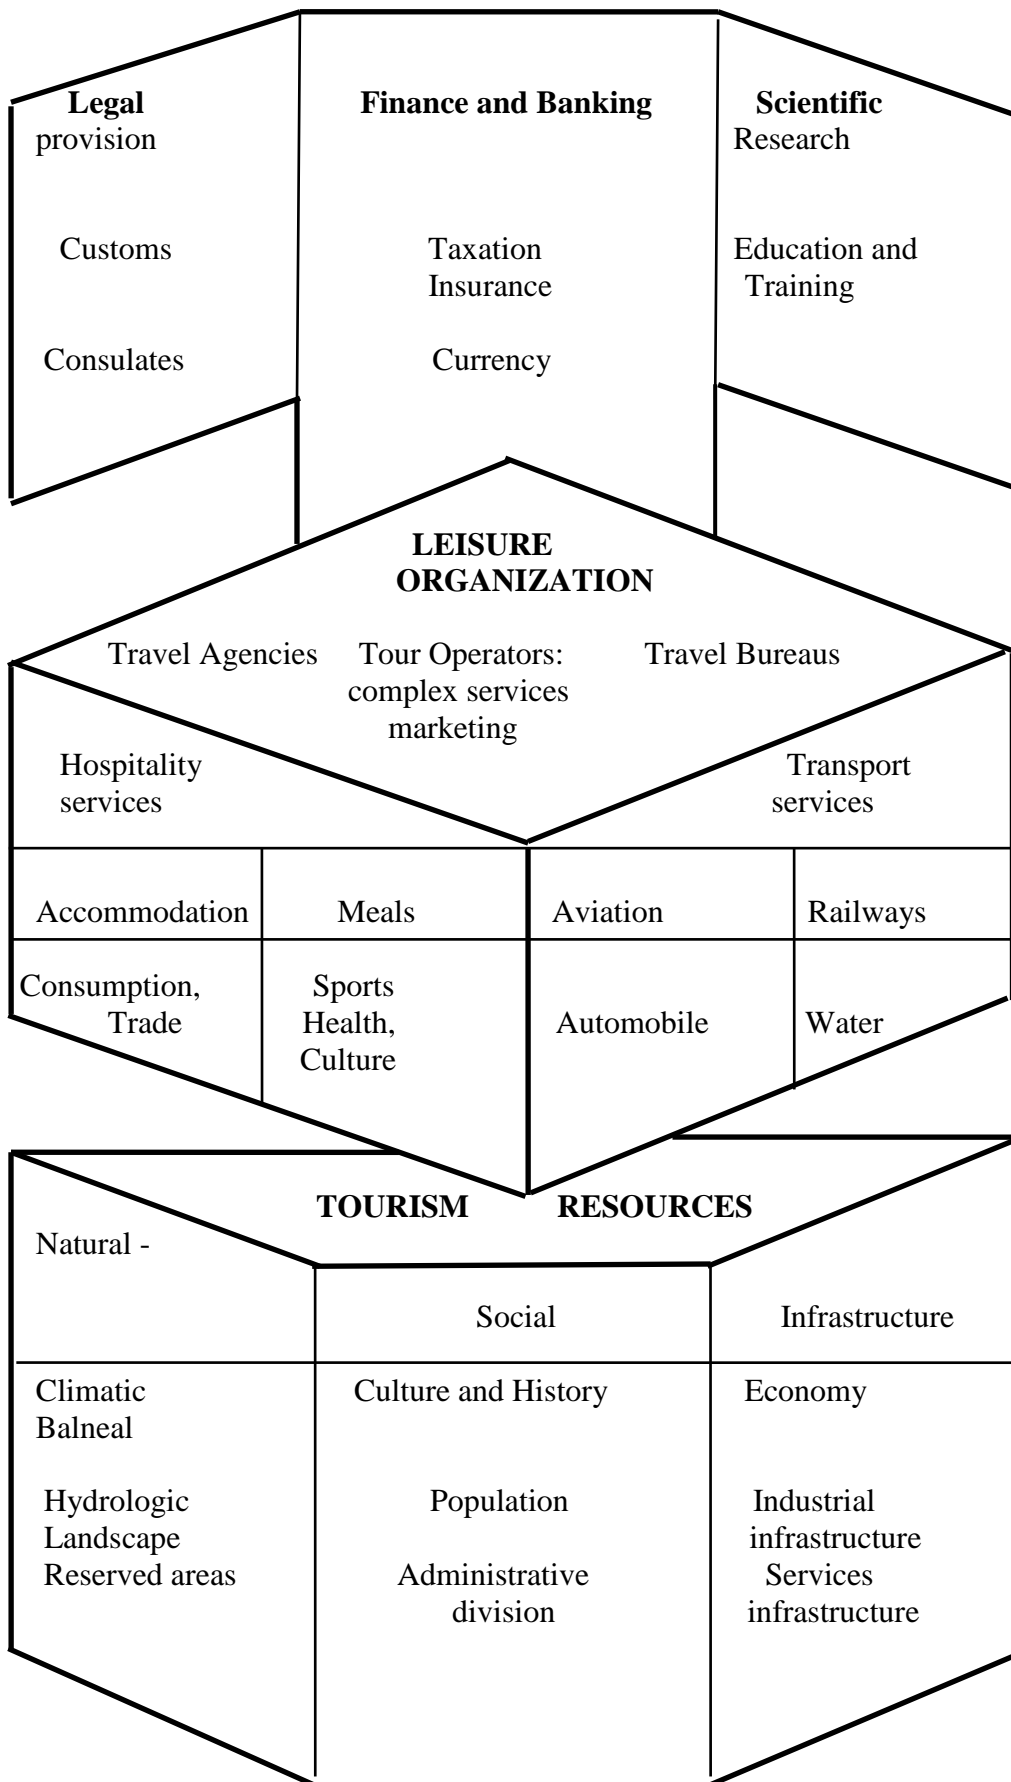 Legal Finance and Banking Scientific
provision Research
Customs Taxation Education and
Insurance Training
Consulates Currency
LEISURE
ORGANIZATION
Travel Agencies Tour Operators: Travel Bureaus
complex services
marketing
Hospitality Transport
services services
Accommodation Meals Aviation Railways
Consumption, Sports
Trade Health, Automobile Water
Culture
TOURISM RESOURCES
Natural -
Social Infrastructure
Climatic Culture and History Economy
Balneal
Hydrologic Population Industrial
Landscape infrastructure
Reserved areas Administrative Services
division infrastructure